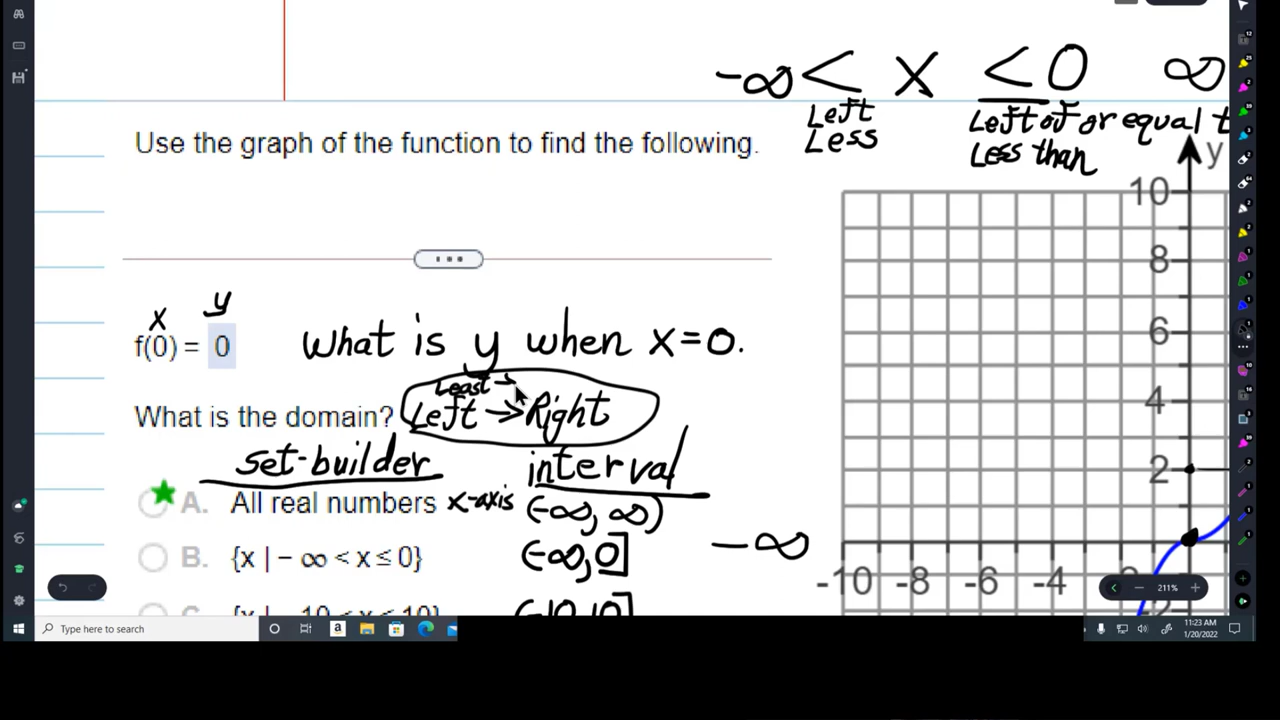 -∞ < x ≤ 0 ∞
Left Left of or equal t
Less Less than
Use the graph of the function to find the following.
x y
f(0) = 0 What is y when x=0.
Least →
What is the domain? Left → Right
set-builder interval
A. All real numbers x-axis (-∞, ∞)
B. {x | - ∞ < x ≤ 0} (-∞, 0] -∞
y
10
8
6
4
2
-10 -8 -6 -4
211%
Type here to search
11:23 AM
1/20/2022